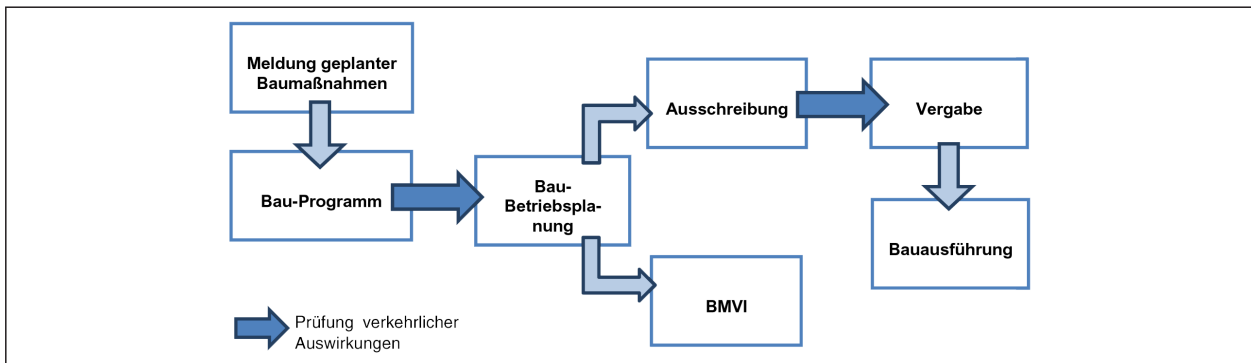 Meldung geplanter
Baumaßnahmen
Bau-Programm
Bau-
Betriebspla-
nung
Ausschreibung
Vergabe
Bauausführung
BMVI
Prüfung verkehrlicher
Auswirkungen